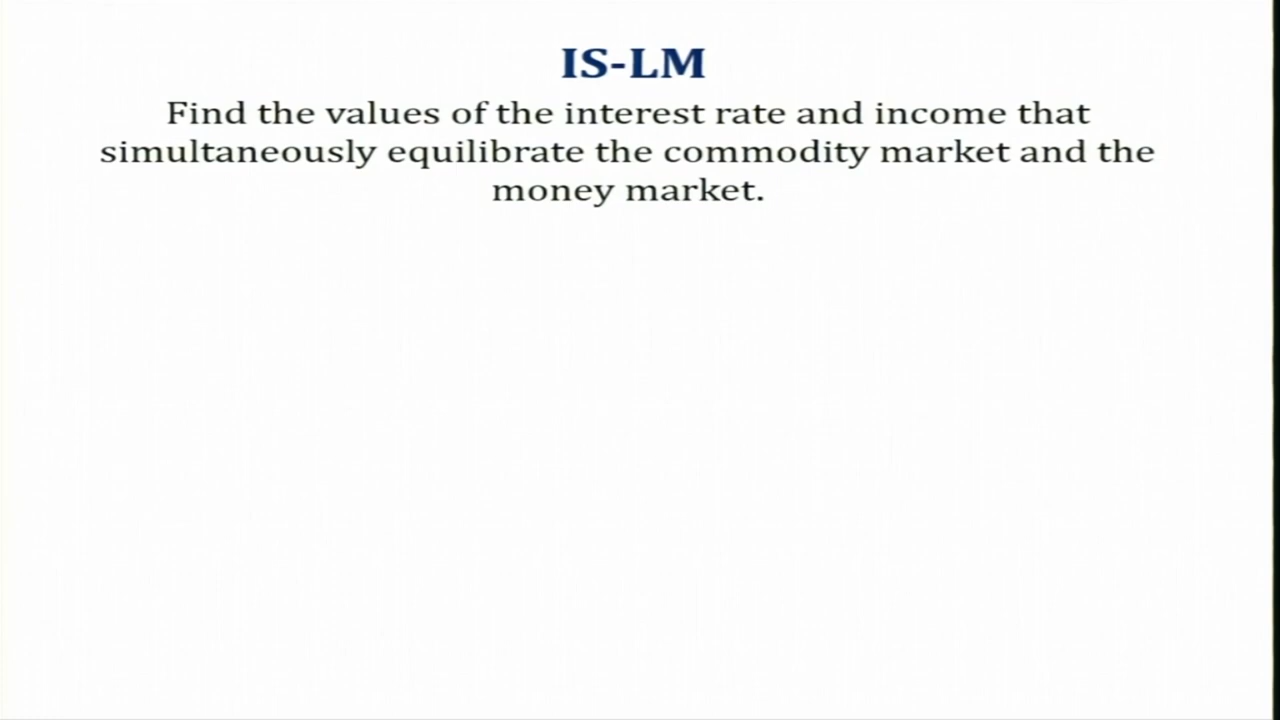 IS-LM
Find the values of the interest rate and income that
simultaneously equilibrate the commodity market and the
money market.